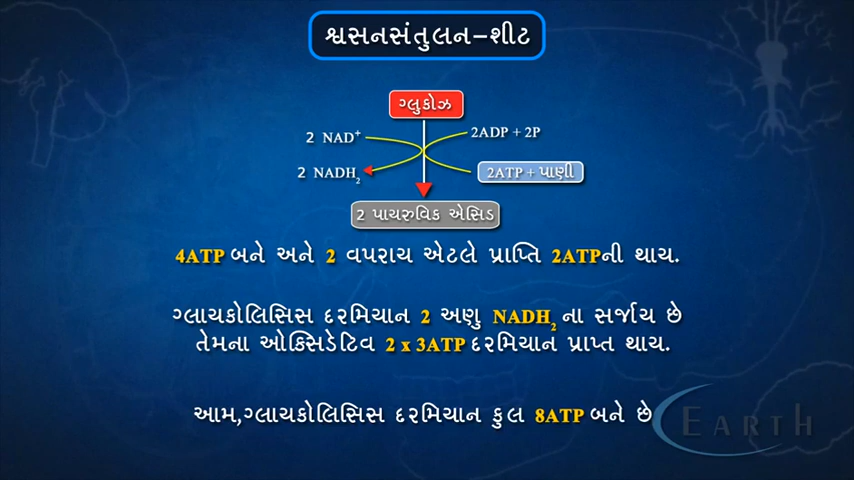 શ્વસનસંતુલન-શીટ
ગ્લુકોઝ
2 NAD+
2ADP + 2P
2 NADH2
2ATP + પાણી
2 પાયરુવિક એસિડ
4ATP બને અને 2 વપરાય એટલે પ્રાપ્તિ 2ATPની થાય.
ગ્લાયકોલિસિસ દરમિયાન 2 અણુ NADH2 ના સર્જાય છે
તેમના ઓક્સિડેટિવ 2 x 3ATP દરમિયાન પ્રાપ્ત થાય.
આમ,ગ્લાયકોલિસિસ દરમિયાન કુલ 8ATP બને છે
EARTH